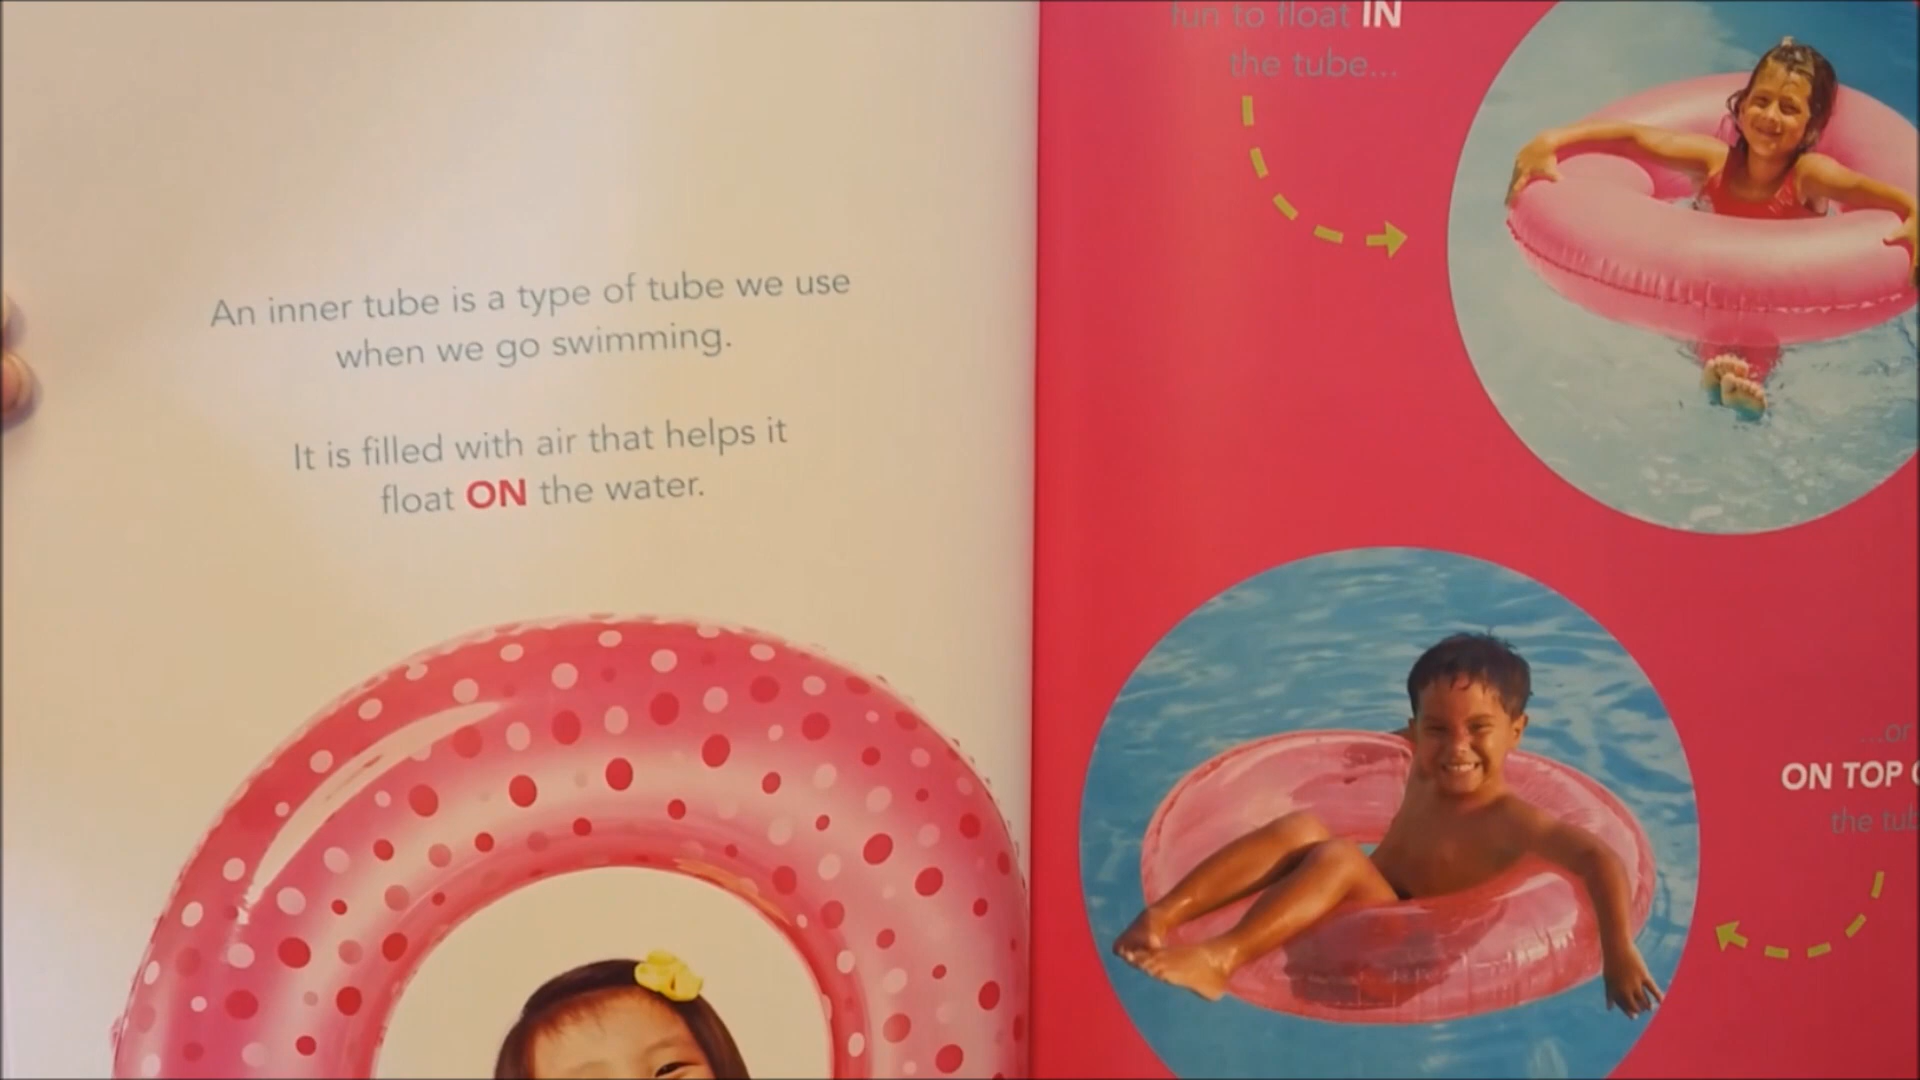 An inner tube is a type of tube we use
when we go swimming.
It is filled with air that helps it
float ON the water.
fun to float IN
the tube...
...or
ON TOP
the